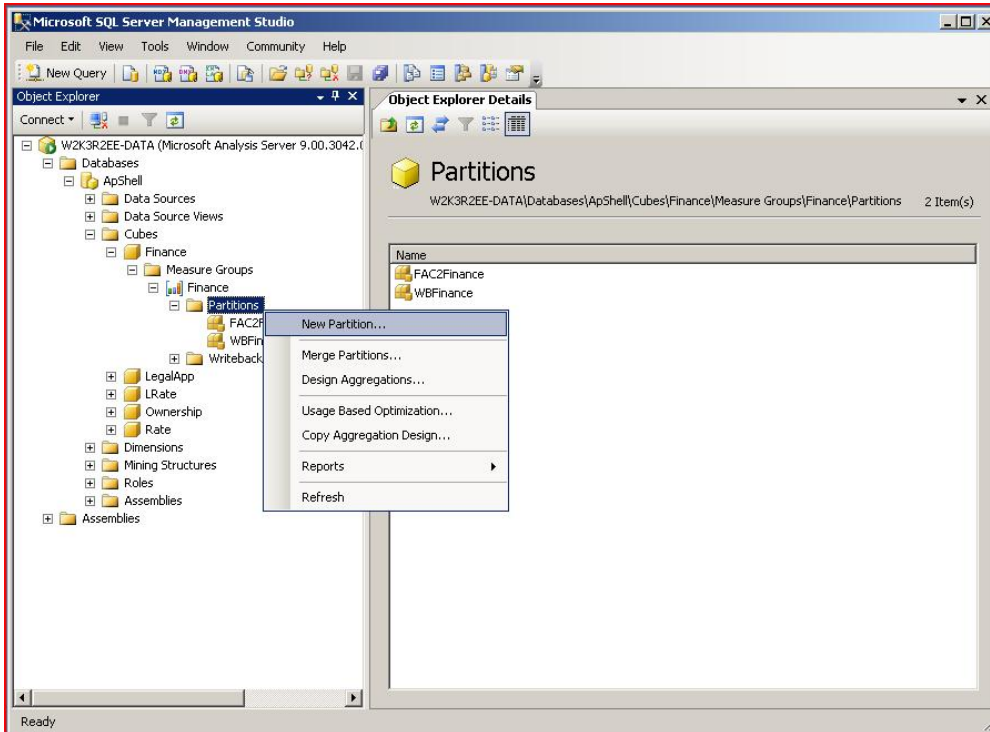 Microsoft SQL Server Management Studio
File Edit View Tools Window Community Help
New Query
Object Explorer
Connect
W2K3R2EE-DATA (Microsoft Analysis Server 9.00.3042.(
Databases
ApShell
Data Sources
Data Source Views
Cubes
Finance
Measure Groups
Finance
Partitions
FAC2F
WBFin
Writeback
LegalApp
LRate
Ownership
Rate
Dimensions
Mining Structures
Roles
Assemblies
Assemblies
New Partition...
Merge Partitions...
Design Aggregations...
Usage Based Optimization...
Copy Aggregation Design...
Reports
Refresh
Object Explorer Details
Partitions
W2K3R2EE-DATA\Databases\ApShell\Cubes\Finance\Measure Groups\Finance\Partitions 2 Item(s)
Name
FAC2Finance
WBFinance
Ready